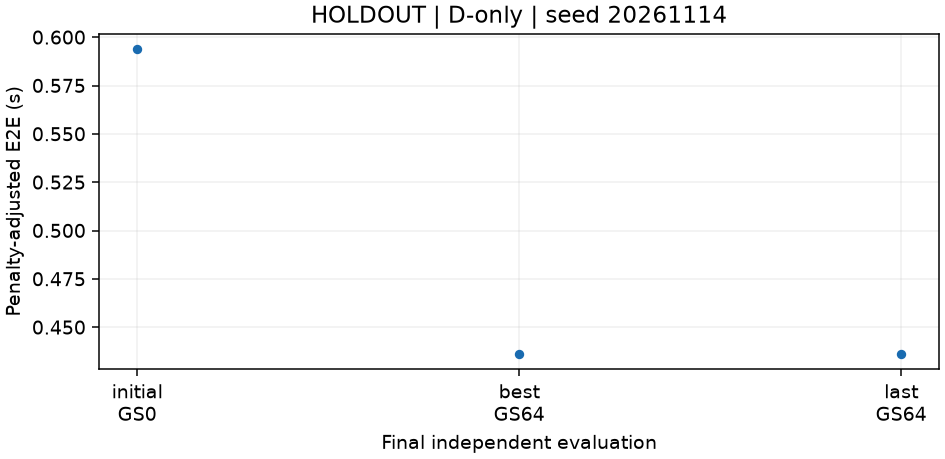 HOLDOUT | D-only | seed 20261114
Penalty-adjusted E2E (s)
0.600
0.575
0.550
0.525
0.500
0.475
0.450
initial
GS0
best
GS64
last
GS64
Final independent evaluation